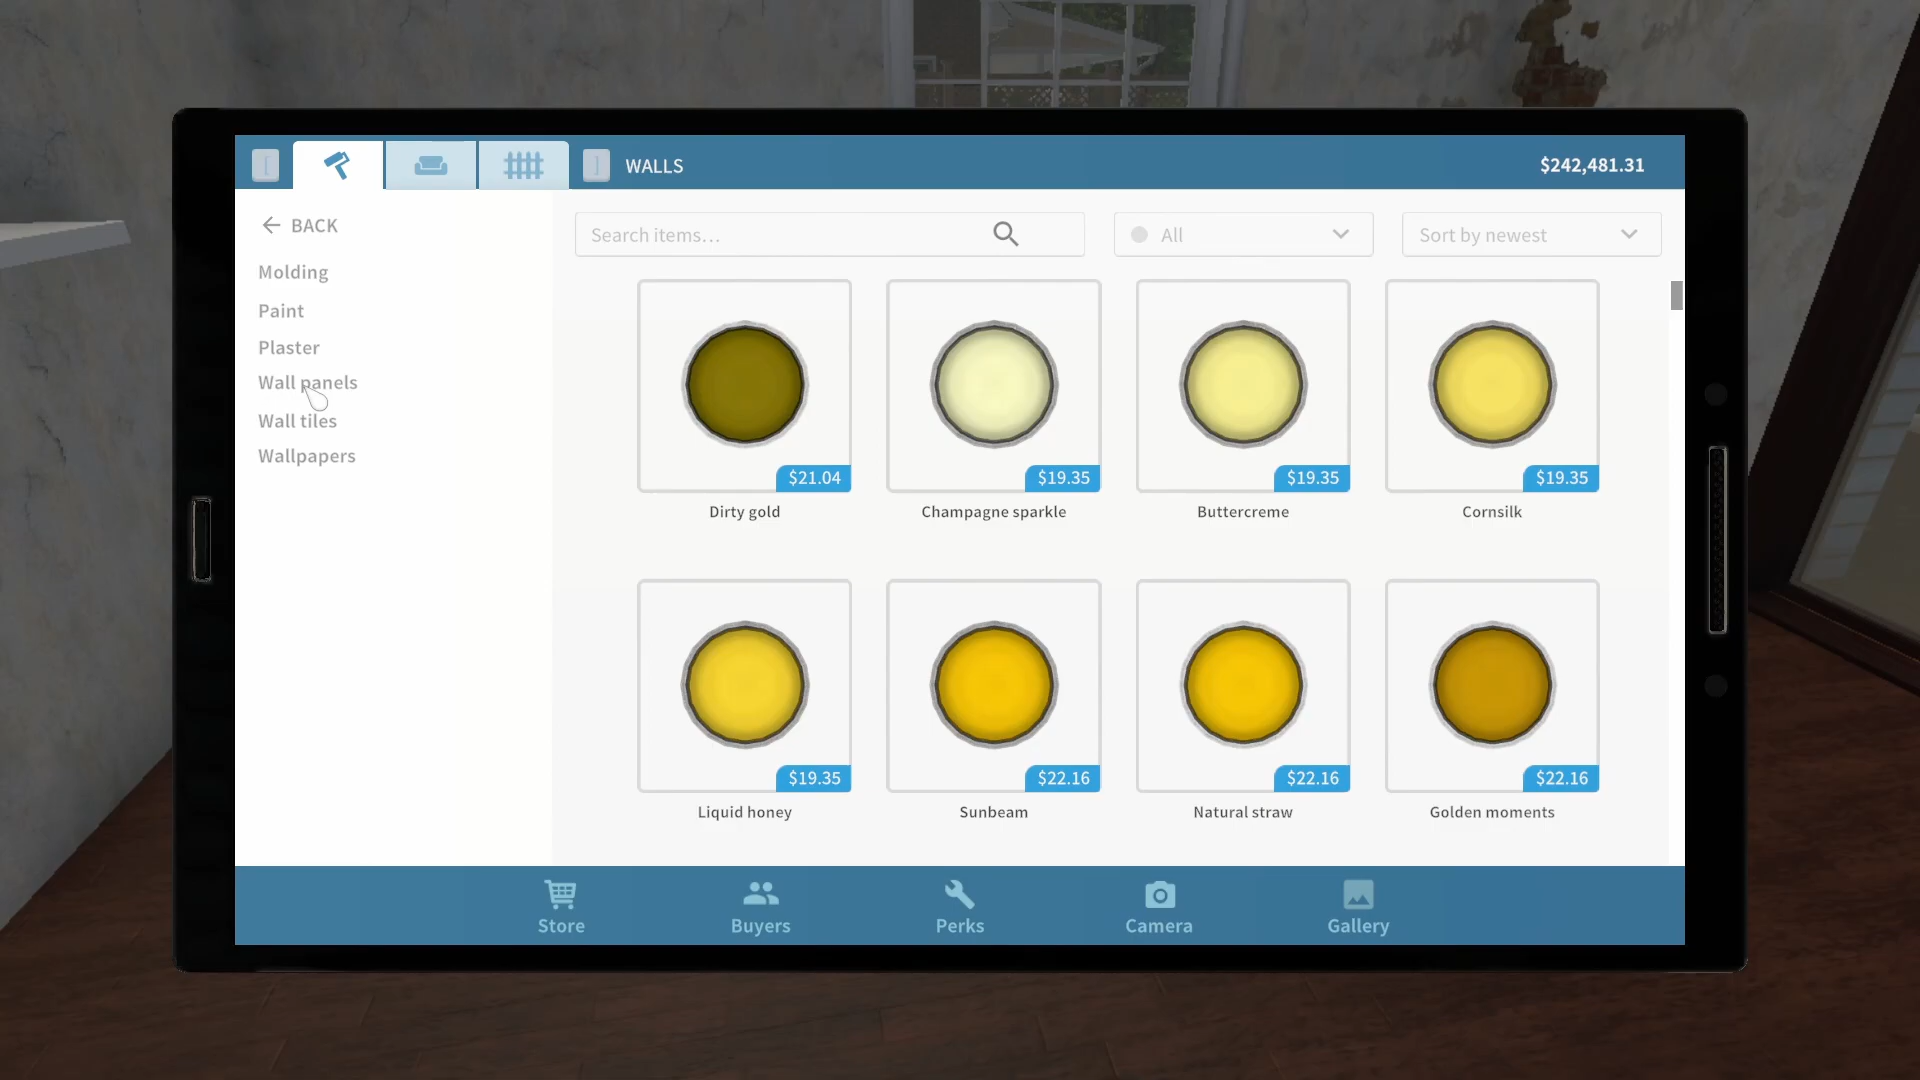 [
]
WALLS
$242,481.31
BACK
Molding
Paint
Plaster
Wall panels
Wall tiles
Wallpapers
Search items...
All
Sort by newest
$21.04
$19.35
$19.35
$19.35
Dirty gold
Champagne sparkle
Buttercreme
Cornsilk
$19.35
$22.16
$22.16
$22.16
Liquid honey
Sunbeam
Natural straw
Golden moments
Store
Buyers
Perks
Camera
Gallery